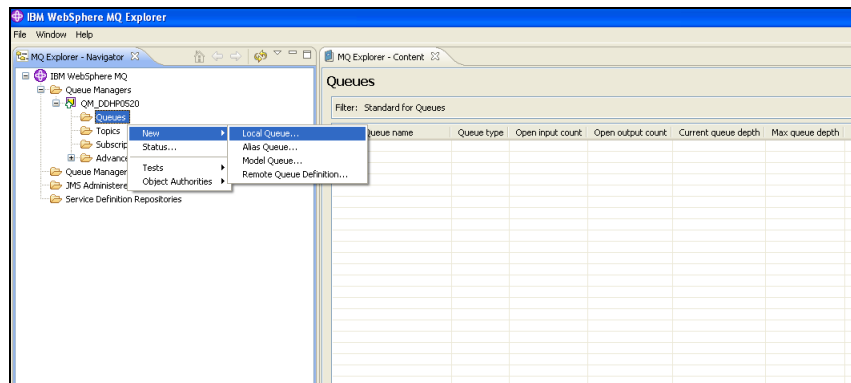 IBM WebSphere MQ Explorer
File Window Help
MQ Explorer - Navigator
IBM WebSphere MQ
Queue Managers
QM_DDHP0520
Queues
Topics
Subscrip
Advance
Queue Manager
JMS Administere
Service Definition Repositories
New
Status...
Tests
Object Authorities
Local Queue...
Alias Queue...
Model Queue...
Remote Queue Definition...
MQ Explorer - Content
Queues
Filter: Standard for Queues
Queue name Queue type Open input count Open output count Current queue depth Max queue depth